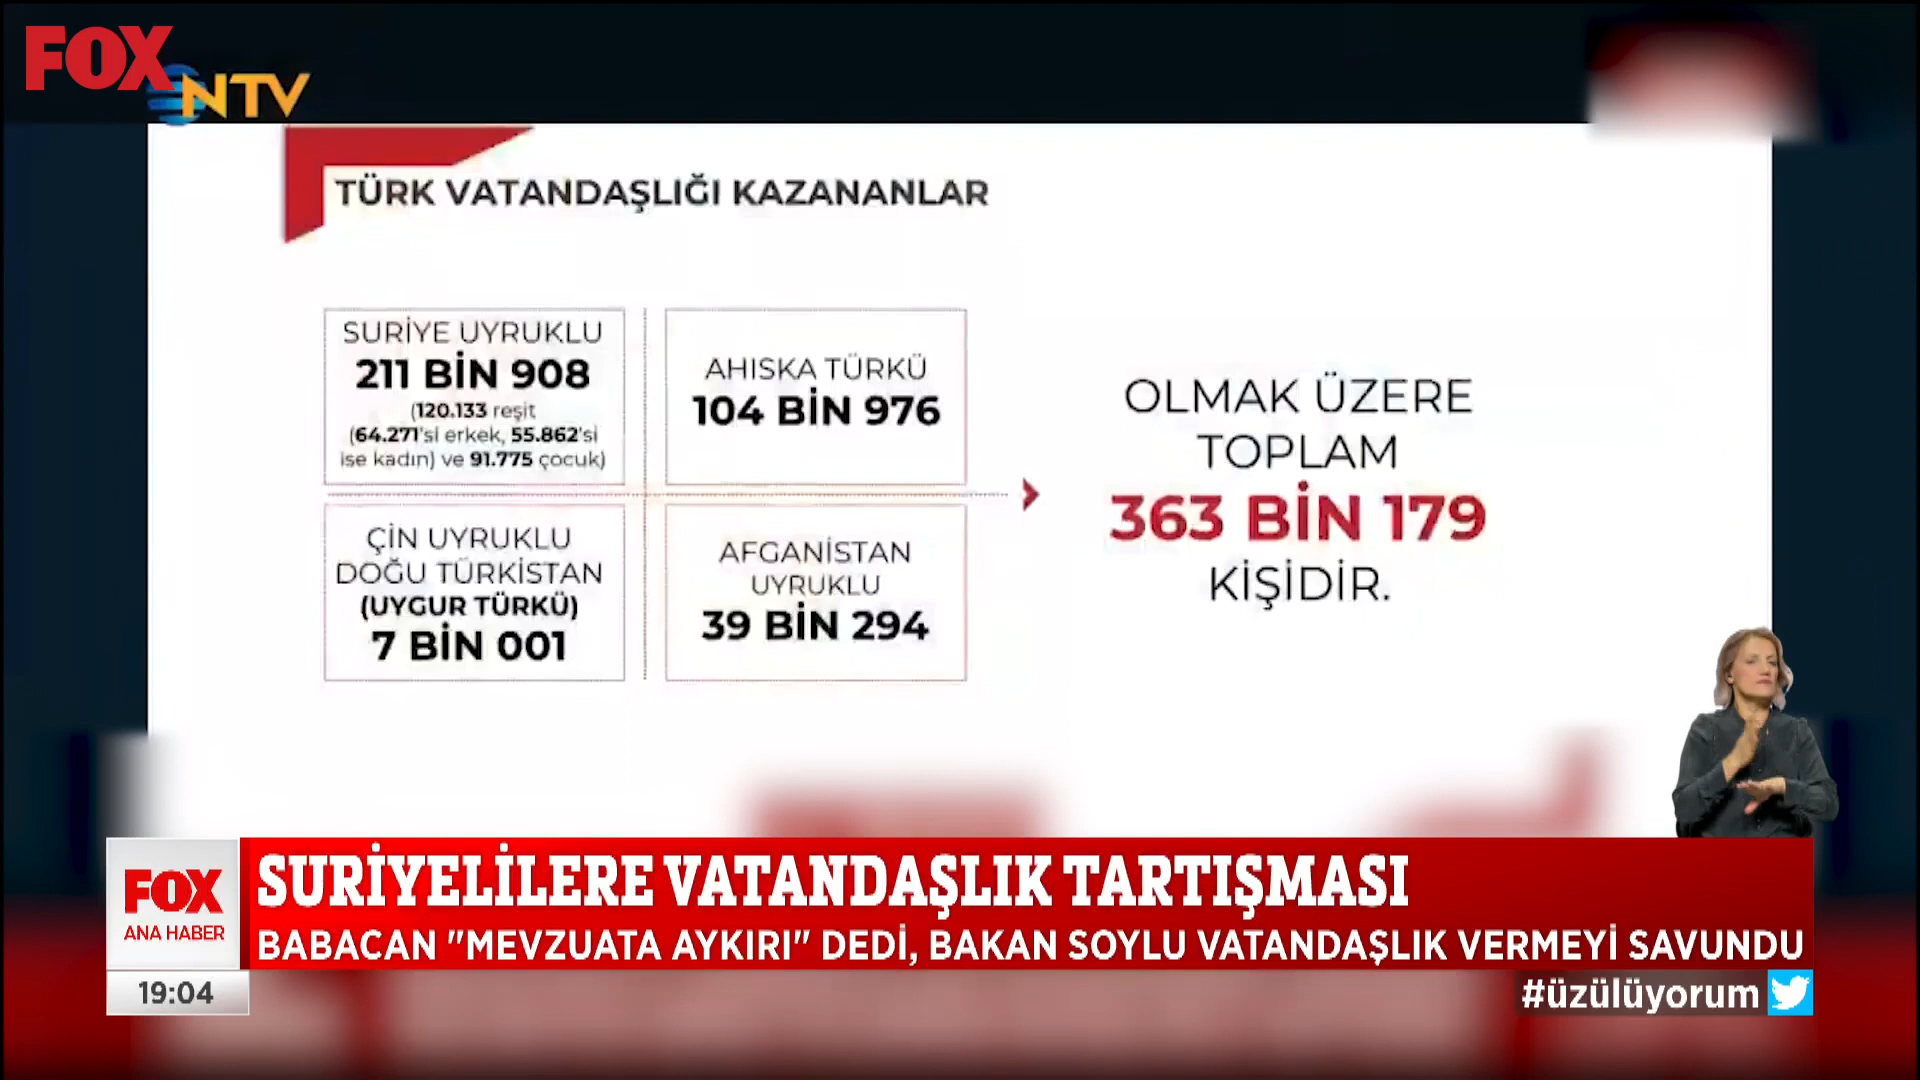 FOX
NTV
TÜRK VATANDAŞLIĞI KAZANANLAR
SURİYE UYRUKLU
211 BİN 908
(120.133 reşit
(64.271'si erkek, 55.862'si
ise kadın) ve 91.775 çocuk)
AHISKA TÜRKÜ
104 BİN 976
ÇİN UYRUKLU
DOĞU TÜRKİSTAN
(UYGUR TÜRKÜ)
7 BİN 001
AFGANİSTAN
UYRUKLU
39 BİN 294
OLMAK ÜZERE
TOPLAM
363 BİN 179
KİŞİDİR.
FOX
ANA HABER
19:04
SURİYELİLERE VATANDAŞLIK TARTIŞMASI
BABACAN "MEVZUATA AYKIRI" DEDİ, BAKAN SOYLU VATANDAŞLIK VERMEYİ SAVUNDU
#üzülüyorum